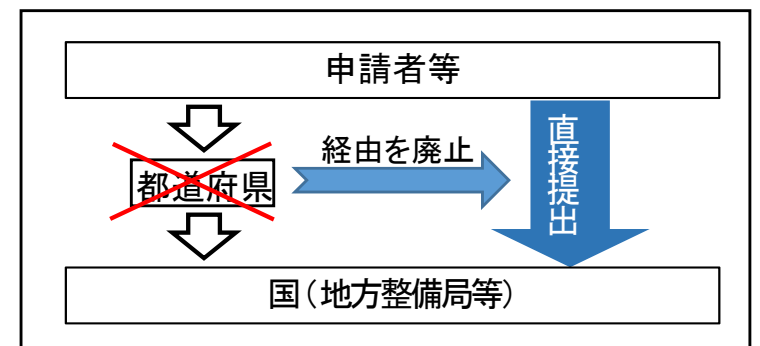 申請者等
経由を廃止
都道府県
直接提出
国（地方整備局等）